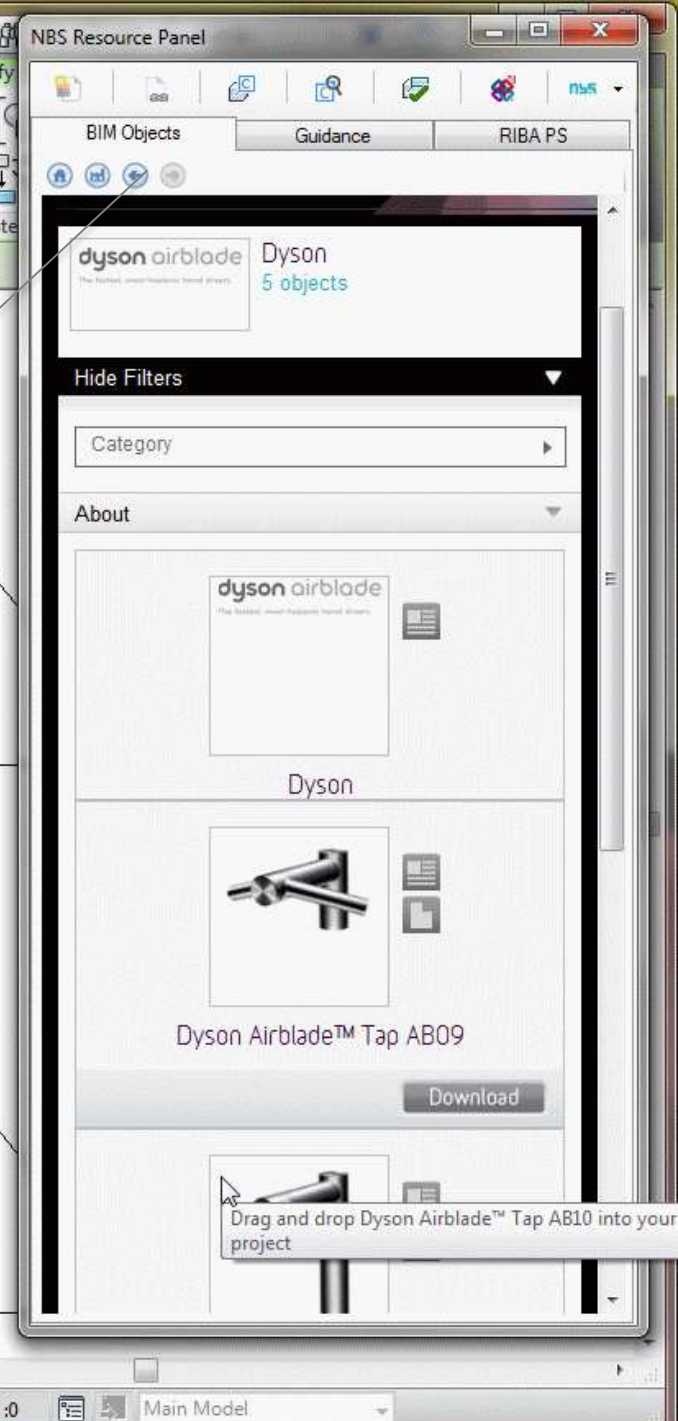 NBS Resource Panel
nbs
BIM Objects
Guidance
RIBA PS
dyson airblade
Dyson
5 objects
Hide Filters
Category
About
dyson airblade
Dyson
Dyson Airblade™ Tap AB09
Download
Drag and drop Dyson Airblade™ Tap AB10 into your
project
:0
Main Model